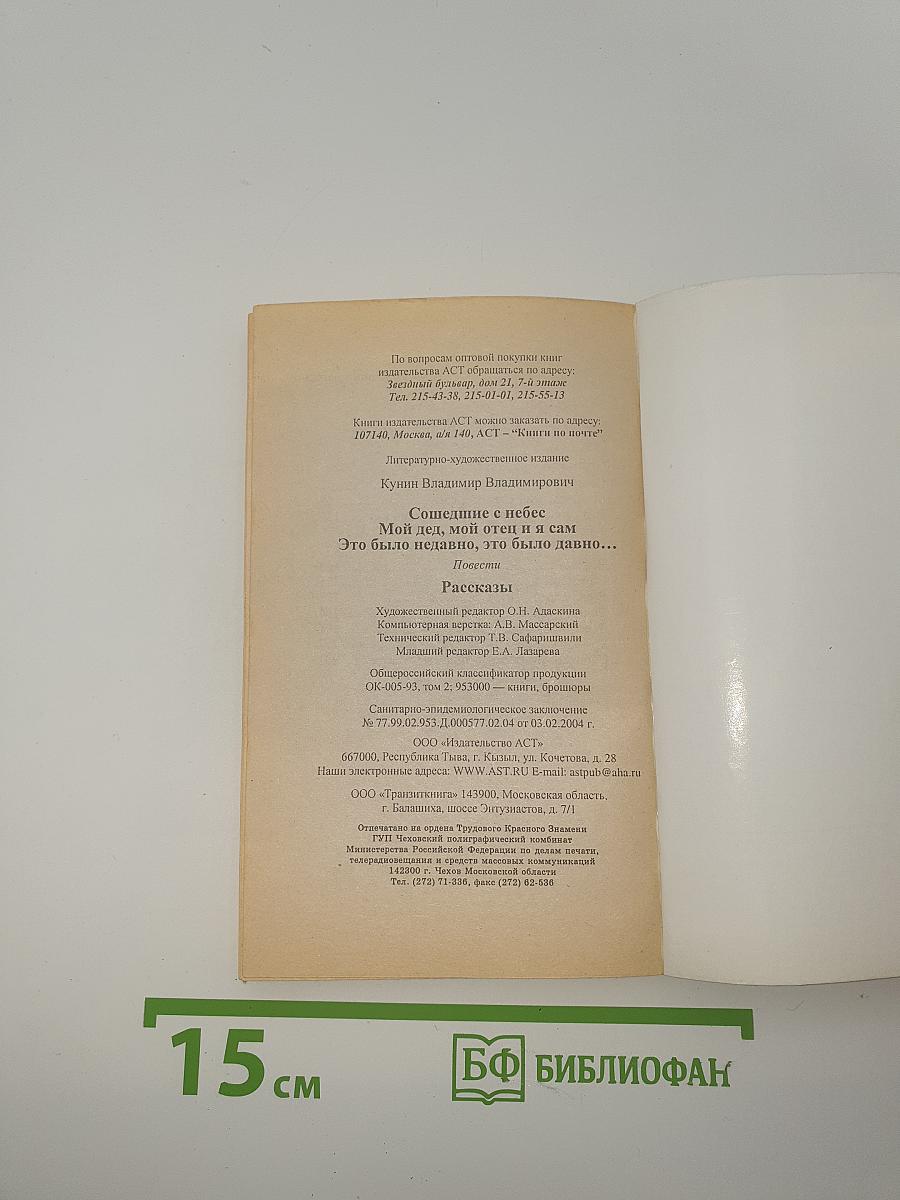 По вопросам оптовой покупки книг
издательства АСТ обращаться по адресу:
Звездный бульвар, дом 21, 7-й этаж
Тел. 215-43-38, 215-01-01, 215-55-13
Книги издательства АСТ можно заказать по адресу:
107140, Москва, а/я 140, АСТ – “Книги по почте”
Литературно-художественное издание
Кунин Владимир Владимирович
Сошедшие с небес
Мой дед, мой отец и я сам
Это было недавно, это было давно…
Повести
Рассказы
Художественный редактор О.Н. Адаскина
Компьютерная верстка: А.В. Массарский
Технический редактор Т.В. Сафаришвили
Младший редактор Е.А. Лазарева
Общероссийский классификатор продукции
ОК-005-93, том 2; 953000 — книги, брошюры
Санитарно-эпидемиологическое заключение
№ 77.99.02.953.Д.000577.02.04 от 03.02.2004 г.
ООО «Издательство АСТ»
667000, Республика Тыва, г. Кызыл, ул. Кочетова, д. 28
Наши электронные адреса: WWW.AST.RU E-mail: astpub@aha.ru
ООО «Транзиткнига» 143900, Московская область,
г. Балашиха, шоссе Энтузиастов, д. 7/1
Отпечатано на ордена Трудового Красного Знамени
ГУП Чеховский полиграфический комбинат
Министерства Российской Федерации по делам печати,
телерадиовещания и средств массовых коммуникаций
142300 г. Чехов Московской области
Тел. (272) 71-336, факс (272) 62-536
15 см
БФ БИБЛИОФАН